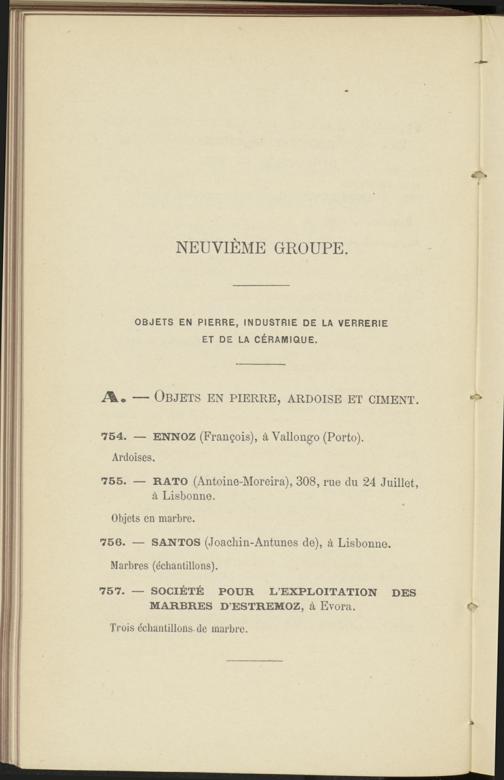 NEUVIÈME GROUPE.
OBJETS EN PIERRE, INDUSTRIE DE LA VERRERIE
ET DE LA CÉRAMIQUE.
A. — OBJETS EN PIERRE, ARDOISE ET CIMENT.
754. — ENNOZ (François), à Vallongo (Porto).
Ardoises.
755. — RATO (Antoine-Moreira), 308, rue du 24 Juillet,
à Lisbonne.
Objets en marbre.
756. — SANTOS (Joachin-Antunes de), à Lisbonne.
Marbres (échantillons).
757. — SOCIÉTÉ POUR L'EXPLOITATION DES
MARBRES D'ESTREMOZ, à Evora.
Trois échantillons de marbre.